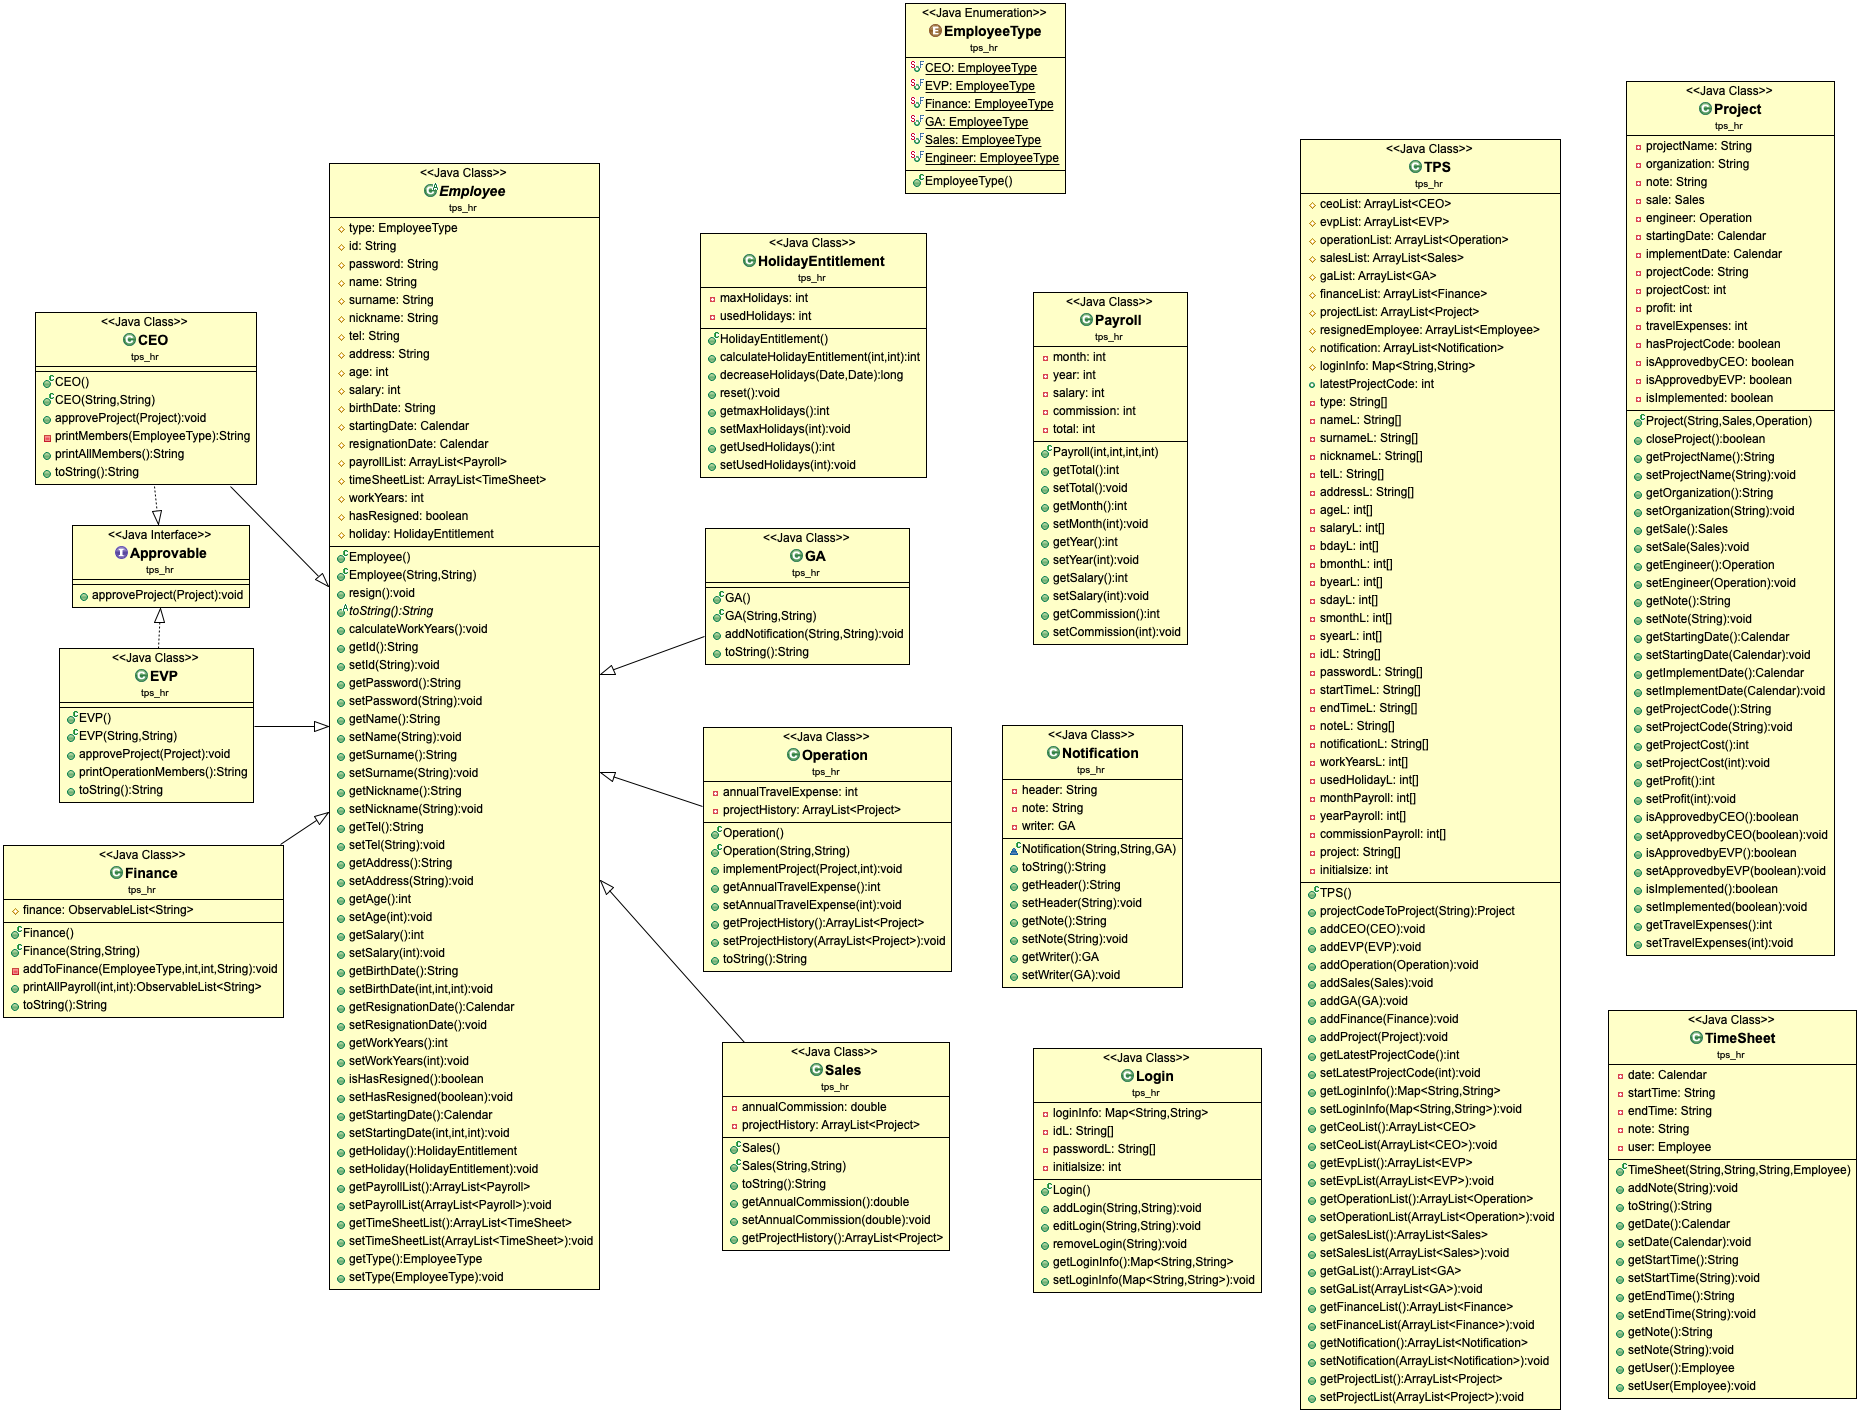 <<Java Enumeration>>
EmployeeType
tps_hr
CEO: EmployeeType
EVP: EmployeeType
Finance: EmployeeType
GA: EmployeeType
Sales: EmployeeType
Engineer: EmployeeType
EmployeeType()
<<Java Class>>
Employee
tps_hr
type: EmployeeType
id: String
password: String
name: String
surname: String
nickname: String
tel: String
address: String
age: int
salary: int
birthDate: String
startingDate: Calendar
resignationDate: Calendar
payrollList: ArrayList<Payroll>
timeSheetList: ArrayList<TimeSheet>
workYears: int
hasResigned: boolean
holiday: HolidayEntitlement
Employee()
Employee(String,String)
resign():void
toString():String
calculateWorkYears():void
getId():String
setId(String):void
getPassword():String
setPassword(String):void
getName():String
setName(String):void
getSurname():String
setSurname(String):void
getNickname():String
setNickname(String):void
getTel():String
setTel(String):void
getAddress():String
setAddress(String):void
getAge():int
setAge(int):void
getSalary():int
setSalary(int):void
getBirthDate():String
setBirthDate(int,int,int):void
getResignationDate():Calendar
setResignationDate():void
getWorkYears():int
setWorkYears(int):void
isHasResigned():boolean
setHasResigned(boolean):void
getStartingDate():Calendar
setStartingDate(int,int,int):void
getHoliday():HolidayEntitlement
setHoliday(HolidayEntitlement):void
getPayrollList():ArrayList<Payroll>
setPayrollList(ArrayList<Payroll>):void
getTimeSheetList():ArrayList<TimeSheet>
setTimeSheetList(ArrayList<TimeSheet>):void
getType():EmployeeType
setType(EmployeeType):void
<<Java Class>>
CEO
tps_hr
CEO()
CEO(String,String)
approveProject(Project):void
printMembers(EmployeeType):String
printAllMembers():String
toString():String
<<Java Interface>>
Approvable
tps_hr
approveProject(Project):void
<<Java Class>>
EVP
tps_hr
EVP()
EVP(String,String)
approveProject(Project):void
printOperationMembers():String
toString():String
<<Java Class>>
Finance
tps_hr
finance: ObservableList<String>
Finance()
Finance(String,String)
addToFinance(EmployeeType,int,int,String):void
printAllPayroll(int,int):ObservableList<String>
toString():String
<<Java Class>>
HolidayEntitlement
tps_hr
maxHolidays: int
usedHolidays: int
HolidayEntitlement()
calculateHolidayEntitlement(int,int):int
decreaseHolidays(Date,Date):long
reset():void
getmaxHolidays():int
setMaxHolidays(int):void
getUsedHolidays():int
setUsedHolidays(int):void
<<Java Class>>
GA
tps_hr
GA()
GA(String,String)
addNotification(String,String):void
toString():String
<<Java Class>>
Operation
tps_hr
annualTravelExpense: int
projectHistory: ArrayList<Project>
Operation()
Operation(String,String)
implementProject(Project,int):void
getAnnualTravelExpense():int
setAnnualTravelExpense(int):void
getProjectHistory():ArrayList<Project>
setProjectHistory(ArrayList<Project>):void
toString():String
<<Java Class>>
Sales
tps_hr
annualCommission: double
projectHistory: ArrayList<Project>
Sales()
Sales(String,String)
toString():String
getAnnualCommission():double
setAnnualCommission(double):void
getProjectHistory():ArrayList<Project>
<<Java Class>>
Payroll
tps_hr
month: int
year: int
salary: int
commission: int
total: int
Payroll(int,int,int,int)
getTotal():int
setTotal():void
getMonth():int
setMonth(int):void
getYear():int
setYear(int):void
getSalary():int
setSalary(int):void
getCommission():int
setCommission(int):void
<<Java Class>>
Notification
tps_hr
header: String
note: String
writer: GA
Notification(String,String,GA)
toString():String
getHeader():String
setHeader(String):void
getNote():String
setNote(String):void
getWriter():GA
setWriter(GA):void
<<Java Class>>
Login
tps_hr
loginInfo: Map<String,String>
idL: String[]
passwordL: String[]
initialsize: int
Login()
addLogin(String,String):void
editLogin(String,String):void
removeLogin(String):void
getLoginInfo():Map<String,String>
setLoginInfo(Map<String,String>):void
<<Java Class>>
TPS
tps_hr
ceoList: ArrayList<CEO>
evpList: ArrayList<EVP>
operationList: ArrayList<Operation>
salesList: ArrayList<Sales>
gaList: ArrayList<GA>
financeList: ArrayList<Finance>
projectList: ArrayList<Project>
resignedEmployee: ArrayList<Employee>
notification: ArrayList<Notification>
loginInfo: Map<String,String>
latestProjectCode: int
type: String[]
nameL: String[]
surnameL: String[]
nicknameL: String[]
telL: String[]
addressL: String[]
ageL: int[]
salaryL: int[]
bdayL: int[]
bmonthL: int[]
byearL: int[]
sdayL: int[]
smonthL: int[]
syearL: int[]
idL: String[]
passwordL: String[]
startTimeL: String[]
endTimeL: String[]
noteL: String[]
notificationL: String[]
workYearsL: int[]
usedHolidayL: int[]
monthPayroll: int[]
yearPayroll: int[]
commissionPayroll: int[]
project: String[]
initialsize: int
TPS()
projectCodeToProject(String):Project
addCEO(CEO):void
addEVP(EVP):void
addOperation(Operation):void
addSales(Sales):void
addGA(GA):void
addFinance(Finance):void
addProject(Project):void
getLatestProjectCode():int
setLatestProjectCode(int):void
getLoginInfo():Map<String,String>
setLoginInfo(Map<String,String>):void
getCeoList():ArrayList<CEO>
setCeoList(ArrayList<CEO>):void
getEvpList():ArrayList<EVP>
setEvpList(ArrayList<EVP>):void
getOperationList():ArrayList<Operation>
setOperationList(ArrayList<Operation>):void
getSalesList():ArrayList<Sales>
setSalesList(ArrayList<Sales>):void
getGaList():ArrayList<GA>
setGaList(ArrayList<GA>):void
getFinanceList():ArrayList<Finance>
setFinanceList(ArrayList<Finance>):void
getNotification():ArrayList<Notification>
setNotification(ArrayList<Notification>):void
getProjectList():ArrayList<Project>
setProjectList(ArrayList<Project>):void
<<Java Class>>
Project
tps_hr
projectName: String
organization: String
note: String
sale: Sales
engineer: Operation
startingDate: Calendar
implementDate: Calendar
projectCode: String
projectCost: int
profit: int
travelExpenses: int
hasProjectCode: boolean
isApprovedbyCEO: boolean
isApprovedbyEVP: boolean
isImplemented: boolean
Project(String,Sales,Operation)
closeProject():boolean
getProjectName():String
setProjectName(String):void
getOrganization():String
setOrganization(String):void
getSale():Sales
setSale(Sales):void
getEngineer():Operation
setEngineer(Operation):void
getNote():String
setNote(String):void
getStartingDate():Calendar
setStartingDate(Calendar):void
getImplementDate():Calendar
setImplementDate(Calendar):void
getProjectCode():String
setProjectCode(String):void
getProjectCost():int
setProjectCost(int):void
getProfit():int
setProfit(int):void
isApprovedbyCEO():boolean
setApprovedbyCEO(boolean):void
isApprovedbyEVP():boolean
setApprovedbyEVP(boolean):void
isImplemented():boolean
setImplemented(boolean):void
getTravelExpenses():int
setTravelExpenses(int):void
<<Java Class>>
TimeSheet
tps_hr
date: Calendar
startTime: String
endTime: String
note: String
user: Employee
TimeSheet(String,String,String,Employee)
addNote(String):void
toString():String
getDate():Calendar
setDate(Calendar):void
getStartTime():String
setStartTime(String):void
getEndTime():String
setEndTime(String):void
getNote():String
setNote(String):void
getUser():Employee
setUser(Employee):void